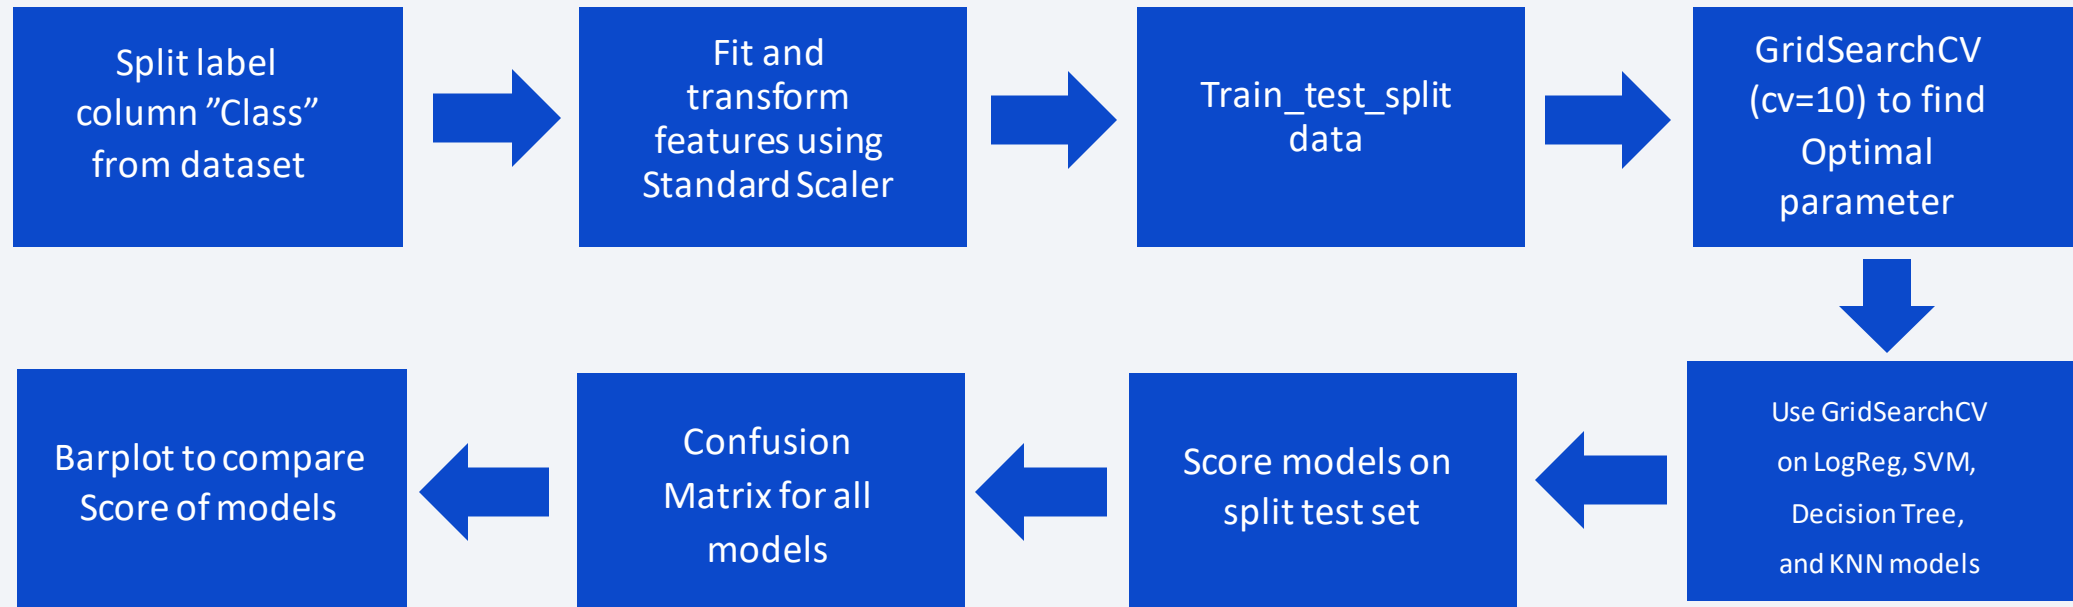 Split label
column ”Class”
from dataset
Fit and
transform
features using
Standard Scaler
Train_test_split
data
GridSearchCV
(cv=10) to find
Optimal
parameter
Use GridSearchCV
on LogReg, SVM,
Decision Tree,
and KNN models
Score models on
split test set
Confusion
Matrix for all
models
Barplot to compare
Score of models